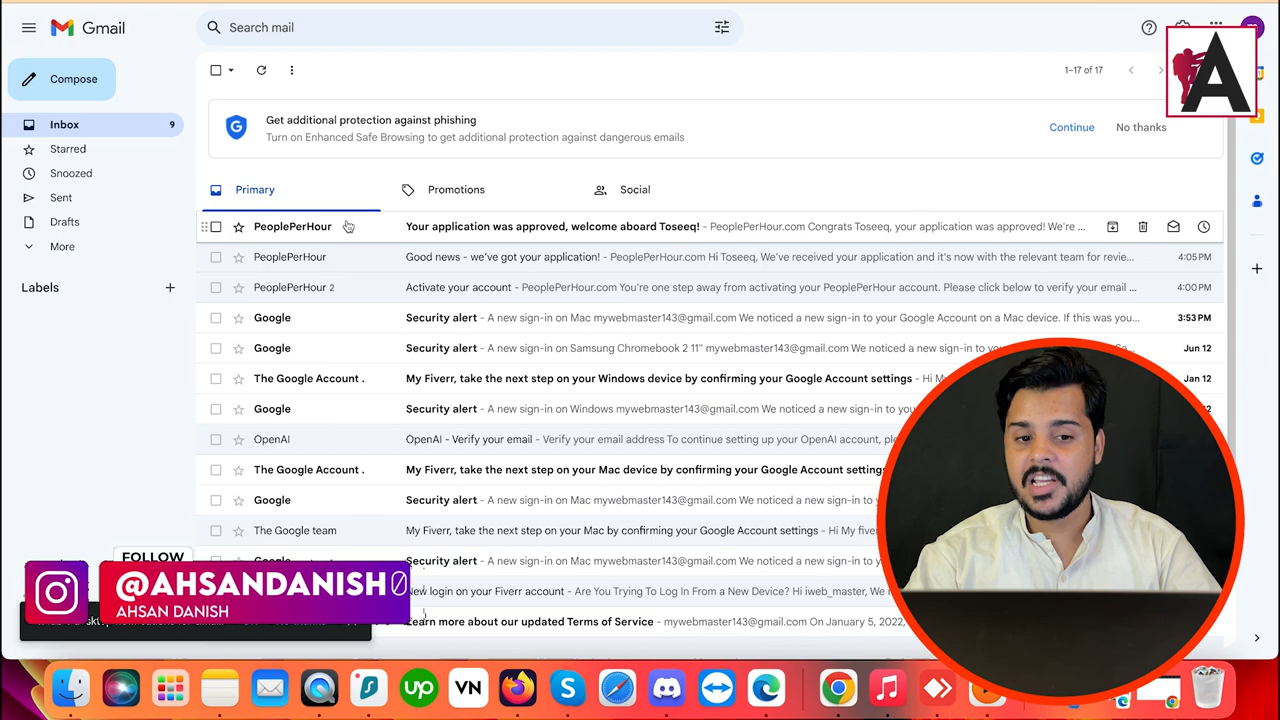 Gmail
Search mail
Compose
1–17 of 17
Inbox 9
Starred
Snoozed
Sent
Drafts
More
Labels
Get additional protection against phishing
Turn on Enhanced Safe Browsing to get additional protection against dangerous emails
Continue
No thanks
Primary
Promotions
Social
PeoplePerHour Your application was approved, welcome aboard Toseeq! - PeoplePerHour.com Congrats Toseeq, your application was approved! We're ...
PeoplePerHour Good news - we've got your application! - PeoplePerHour.com Hi Toseeq, We've received your application and it's now with the relevant team for revie... 4:05 PM
PeoplePerHour 2 Activate your account - PeoplePerHour.com You're one step away from activating your PeoplePerHour account. Please click below to verify your email ... 4:00 PM
Google Security alert - A new sign-in on Mac mywebmaster143@gmail.com We noticed a new sign-in to your Google Account on a Mac device. If this was you... 3:53 PM
Google Security alert - A new sign-in on Samsung Chromebook 2 11" mywebmaster143@gmail.com We noticed a new sign-in to your Google Account Jun 12
The Google Account . My Fiverr, take the next step on your Windows device by confirming your Google Account settings - Hi My Jan 12
Google Security alert - A new sign-in on Windows mywebmaster143@gmail.com We noticed a new sign-in to your
OpenAI OpenAI - Verify your email - Verify your email address To continue setting up your OpenAI account,
The Google Account . My Fiverr, take the next step on your Mac device by confirming your Google Account settings
Google Security alert - A new sign-in on Mac mywebmaster143@gmail.com We noticed a new sign-in to your
The Google team My Fiverr, take the next step on your Mac by confirming your Google Account settings - Hi My fiverr
Google Security alert - A new sign-in on Mac mywebmaster143@gmail.com We noticed a new sign-in to your
New login on your Fiverr account - Are You Trying To Log In From a New Device? Hi iweb_master, We
Learn more about our updated Terms of Service - mywebmaster143@gmail.com On January 5, 2022,
FOLLOW
@AHSANDANISH0
AHSAN DANISH
A
up
VN